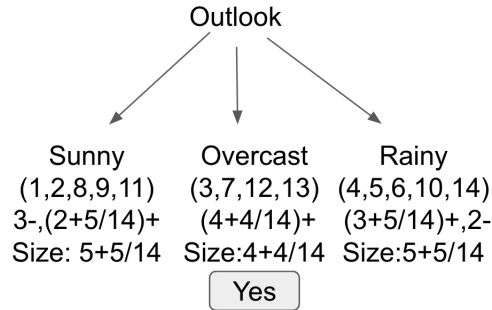 Outlook
Sunny Overcast Rainy
(1,2,8,9,11) (3,7,12,13) (4,5,6,10,14)
3-,(2+5/14)+ (4+4/14)+ (3+5/14)+,2-
Size: 5+5/14 Size:4+4/14 Size:5+5/14
Yes